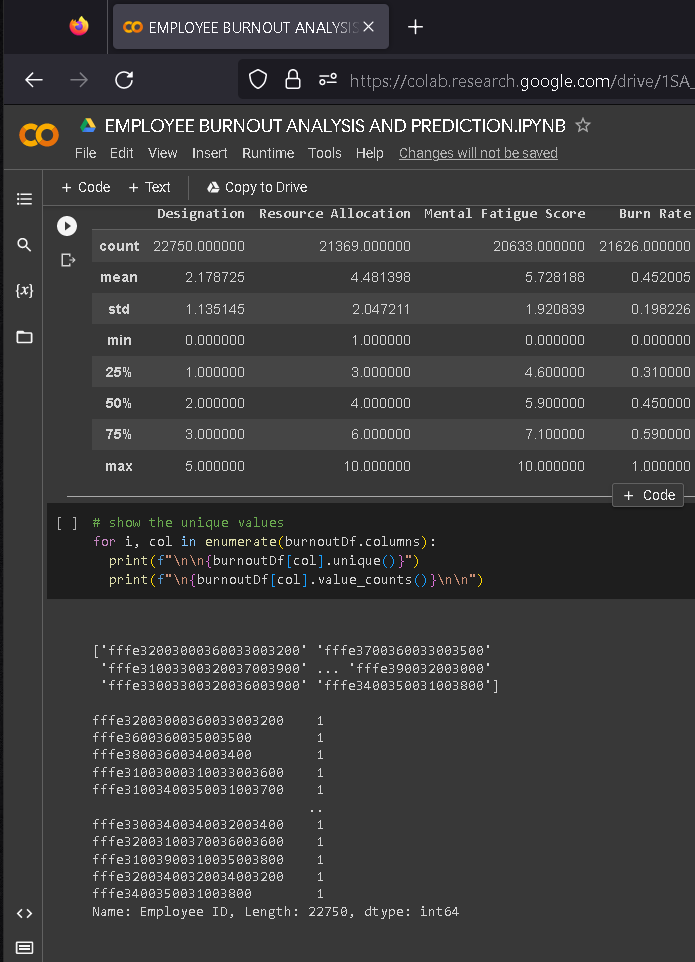 EMPLOYEE BURNOUT ANALYSIS
https://colab.research.google.com/drive/1SA_
EMPLOYEE BURNOUT ANALYSIS AND PREDICTION.IPYNB
File Edit View Insert Runtime Tools Help Changes will not be saved
+ Code + Text Copy to Drive
Designation Resource Allocation Mental Fatigue Score Burn Rate
count 22750.000000 21369.000000 20633.000000 21626.000000
mean 2.178725 4.481398 5.728188 0.452005
std 1.135145 2.047211 1.920839 0.198226
min 0.000000 1.000000 0.000000 0.000000
25% 1.000000 3.000000 4.600000 0.310000
50% 2.000000 4.000000 5.900000 0.450000
75% 3.000000 6.000000 7.100000 0.590000
max 5.000000 10.000000 10.000000 1.000000
+ Code
[ ] # show the unique values
for i, col in enumerate(burnoutDf.columns):
  print(f"\n\n{burnoutDf[col].unique()}")
  print(f"\n{burnoutDf[col].value_counts()}\n\n")
['fffe32003000360033003200' 'fffe3700360033003500'
 'fffe31003300320037003900' ... 'fffe390032003000'
 'fffe33003300320036003900' 'fffe3400350031003800']
fffe32003000360033003200    1
fffe3600360035003500        1
fffe3800360034003400        1
fffe31003000310033003600    1
fffe31003400350031003700    1
..
fffe33003400340032003400    1
fffe32003100370036003600    1
fffe31003900310035003800    1
fffe32003400320034003200    1
fffe3400350031003800        1
Name: Employee ID, Length: 22750, dtype: int64